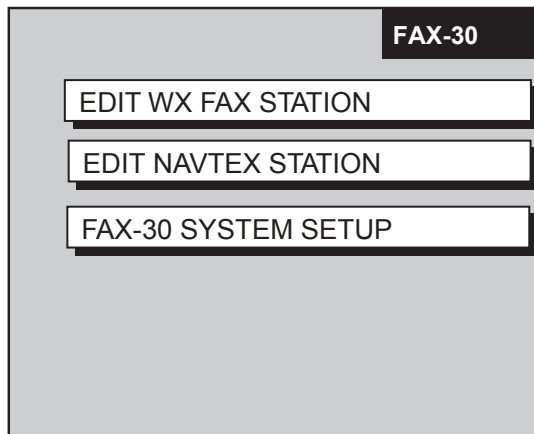 FAX-30
EDIT WX FAX STATION
EDIT NAVTEX STATION
FAX-30 SYSTEM SETUP